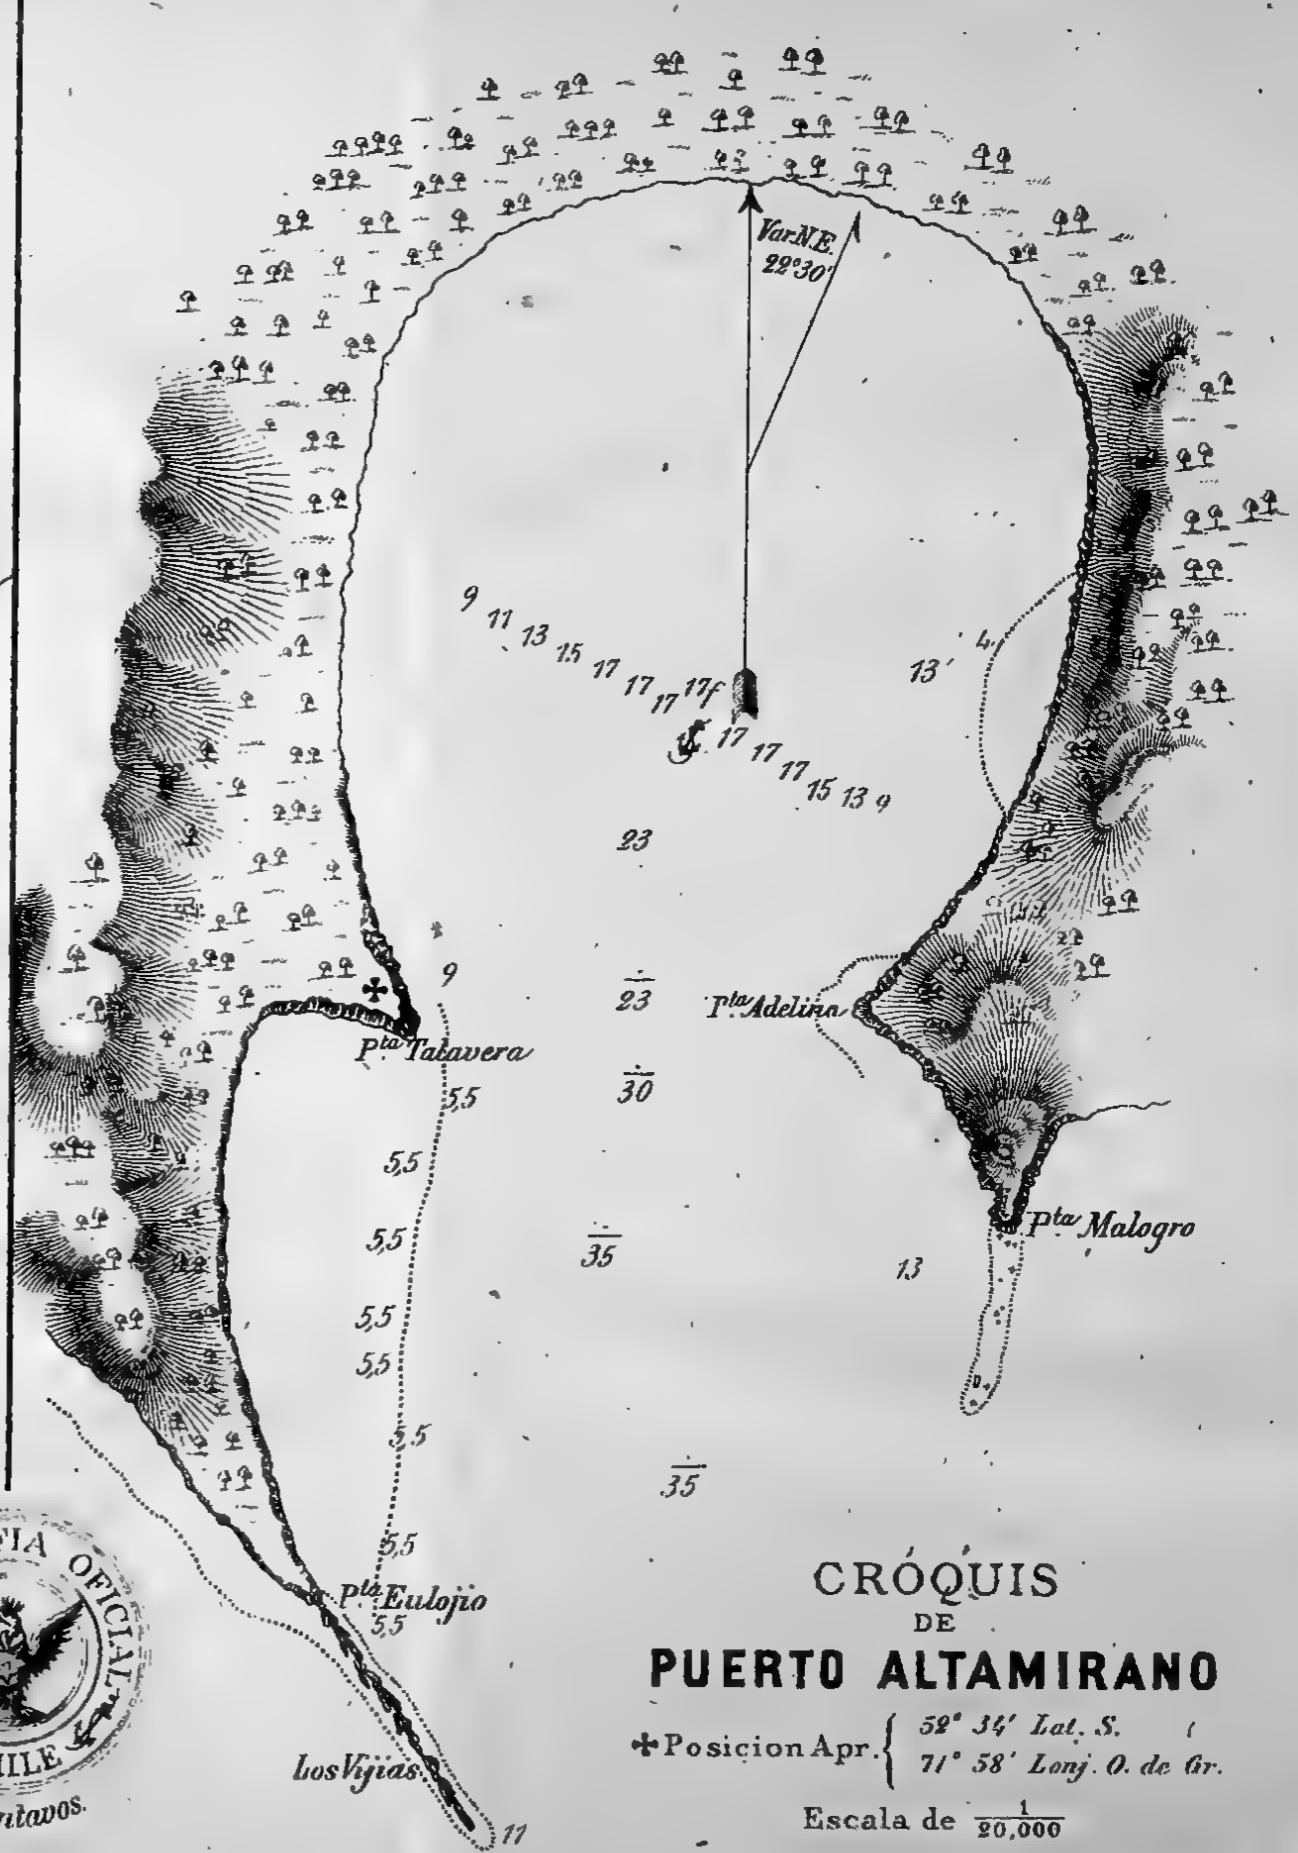 Var.N.E.
22°30'
9 11 13 15 17 17 17 17f
17 17 17 15 13 9
4
13
23
9
23
Pta. Adelina
Pta. Talavera
30
5,5
5,5
5,5
35
Pta. Malogro
13
5,5
5,5
5,5
35
5,5
Pta. Eulojio
5,5
Los Vijias
11
CRÓQUIS
DE
PUERTO ALTAMIRANO
✠ Posicion Apr. { 52° 34' Lat. S.
71° 58' Lonj. O. de Gr.
Escala de 1/20,000
OFICIAL